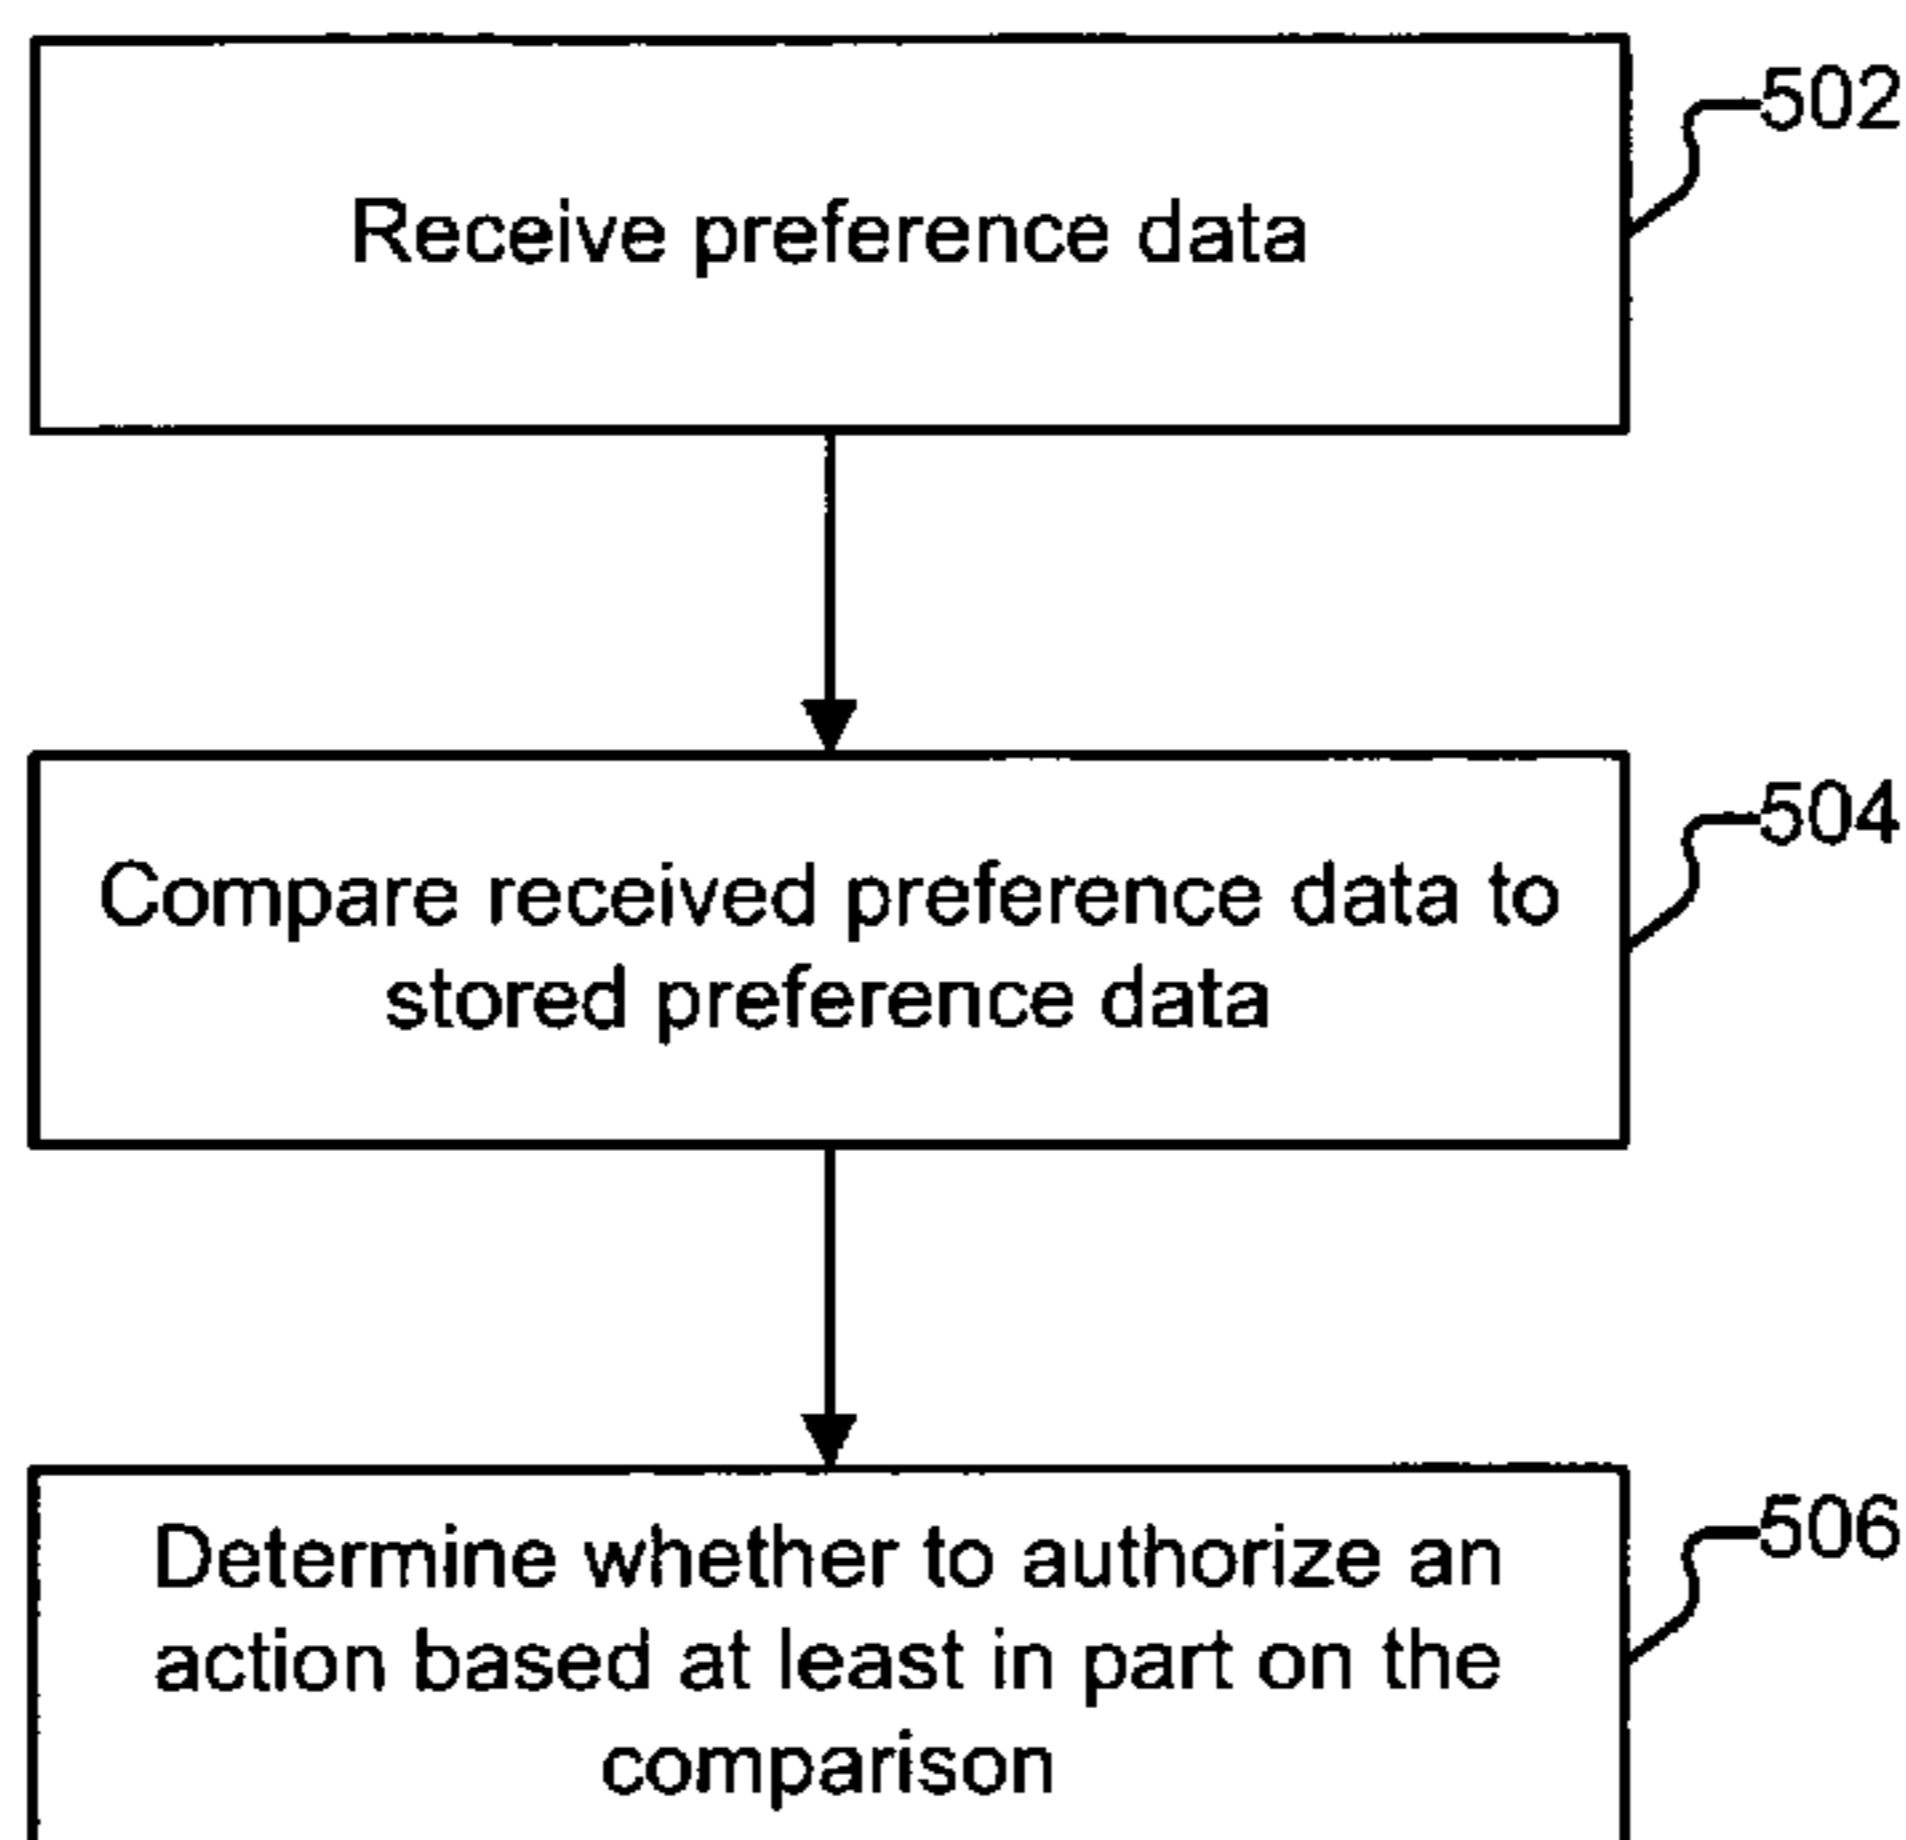 Receive preference data
502
Compare received preference data to
stored preference data
504
Determine whether to authorize an
action based at least in part on the
comparison
506